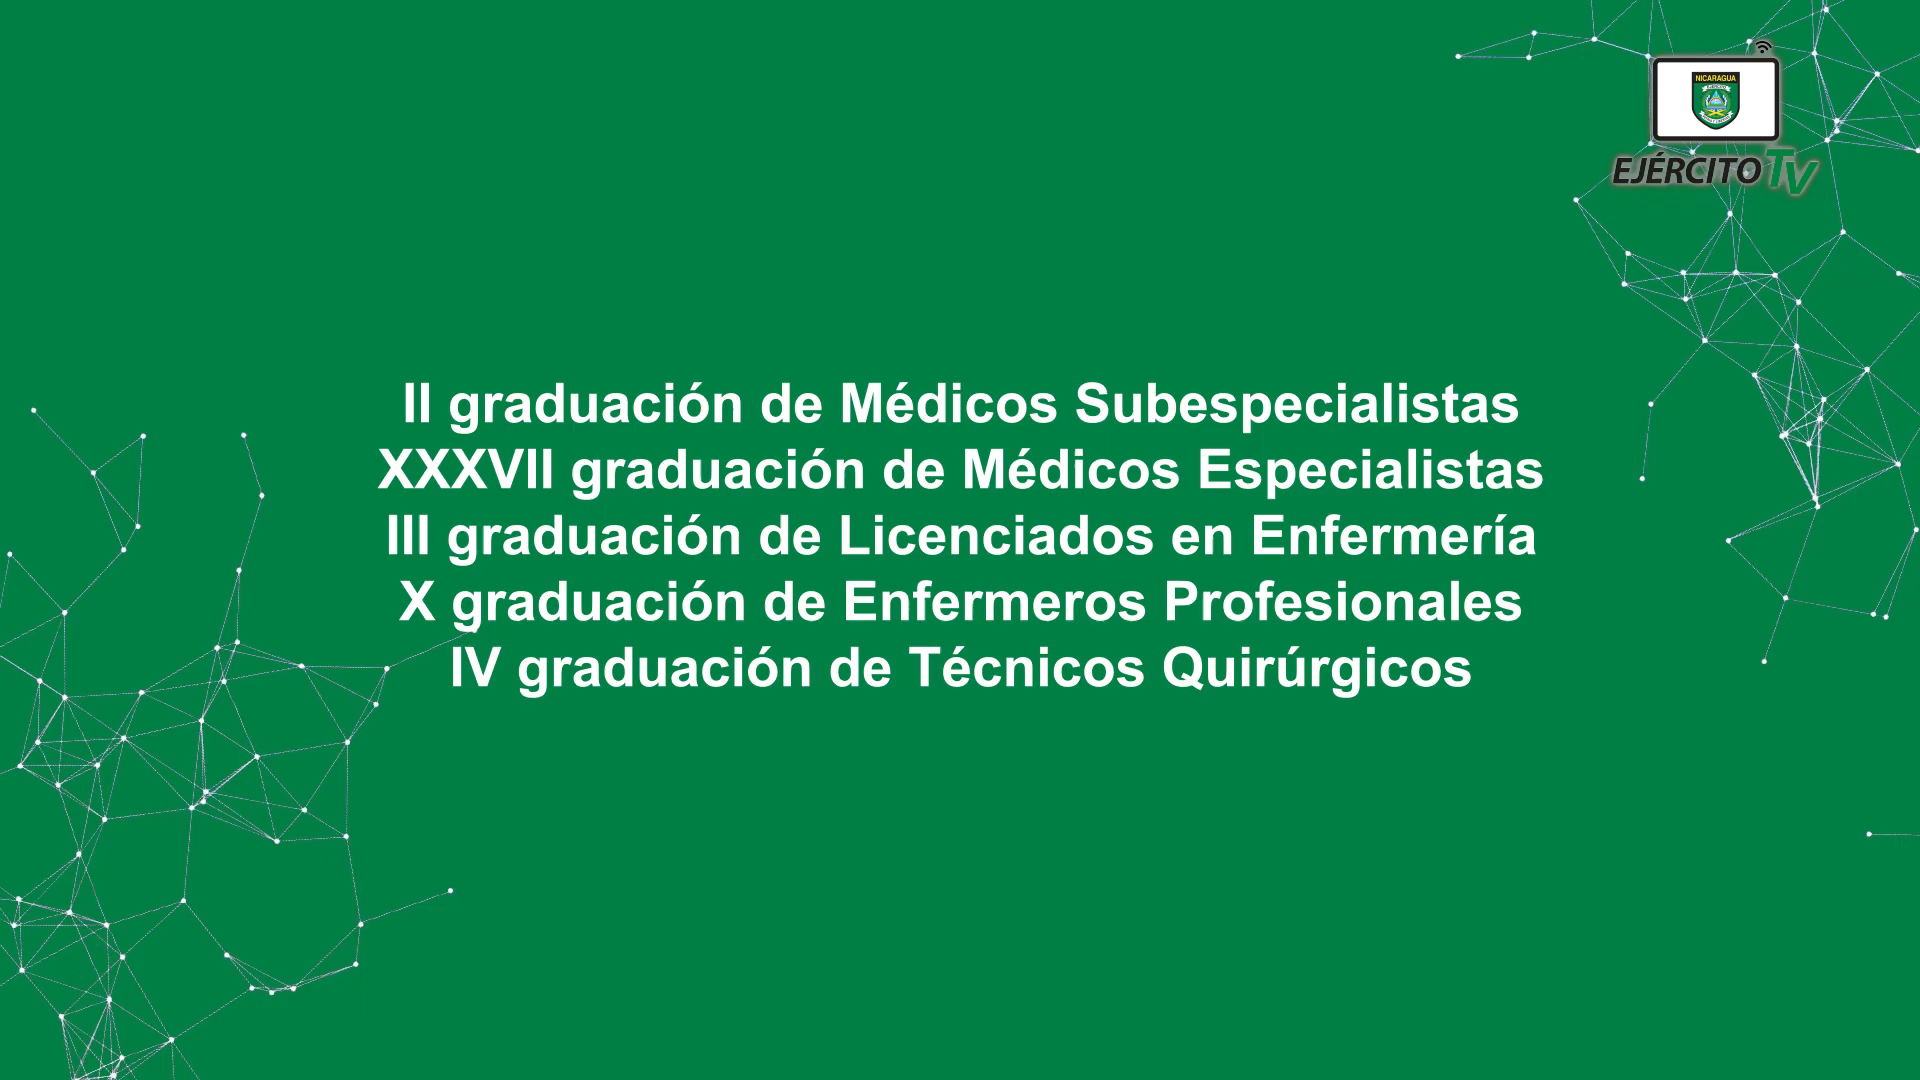 NICARAGUA
EJÉRCITO TV
II graduación de Médicos Subespecialistas
XXXVII graduación de Médicos Especialistas
III graduación de Licenciados en Enfermería
X graduación de Enfermeros Profesionales
IV graduación de Técnicos Quirúrgicos